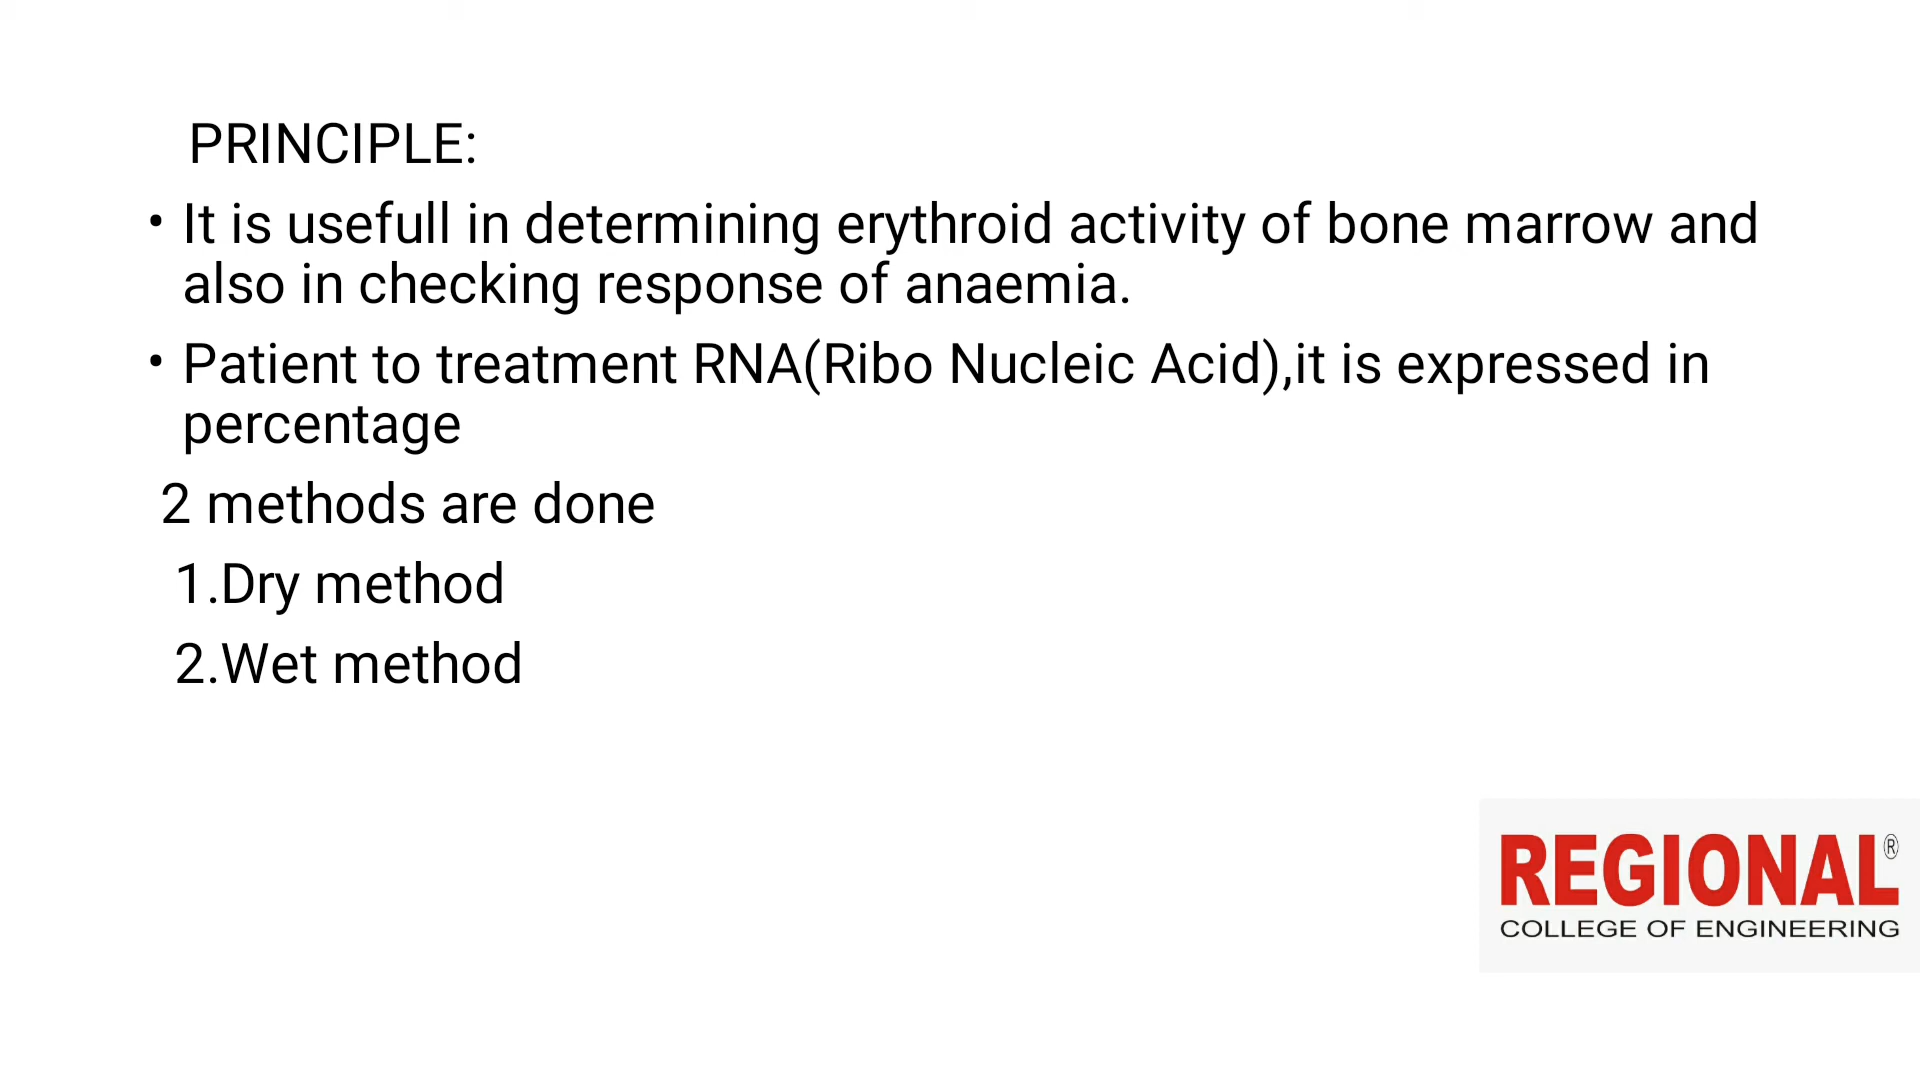 PRINCIPLE:
• It is usefull in determining erythroid activity of bone marrow and
also in checking response of anaemia.
• Patient to treatment RNA(Ribo Nucleic Acid),it is expressed in
percentage
2 methods are done
1.Dry method
2.Wet method
REGIONAL®
COLLEGE OF ENGINEERING